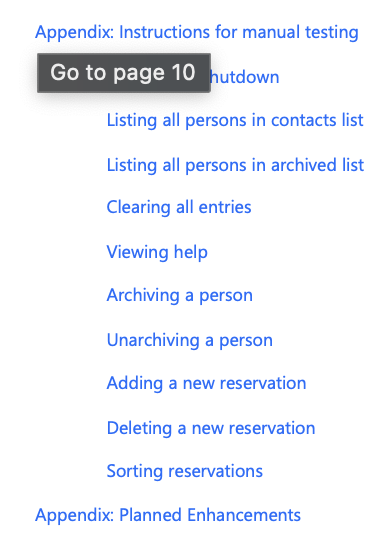 Appendix: Instructions for manual testing
Go to page 10
hutdown
Listing all persons in contacts list
Listing all persons in archived list
Clearing all entries
Viewing help
Archiving a person
Unarchiving a person
Adding a new reservation
Deleting a new reservation
Sorting reservations
Appendix: Planned Enhancements